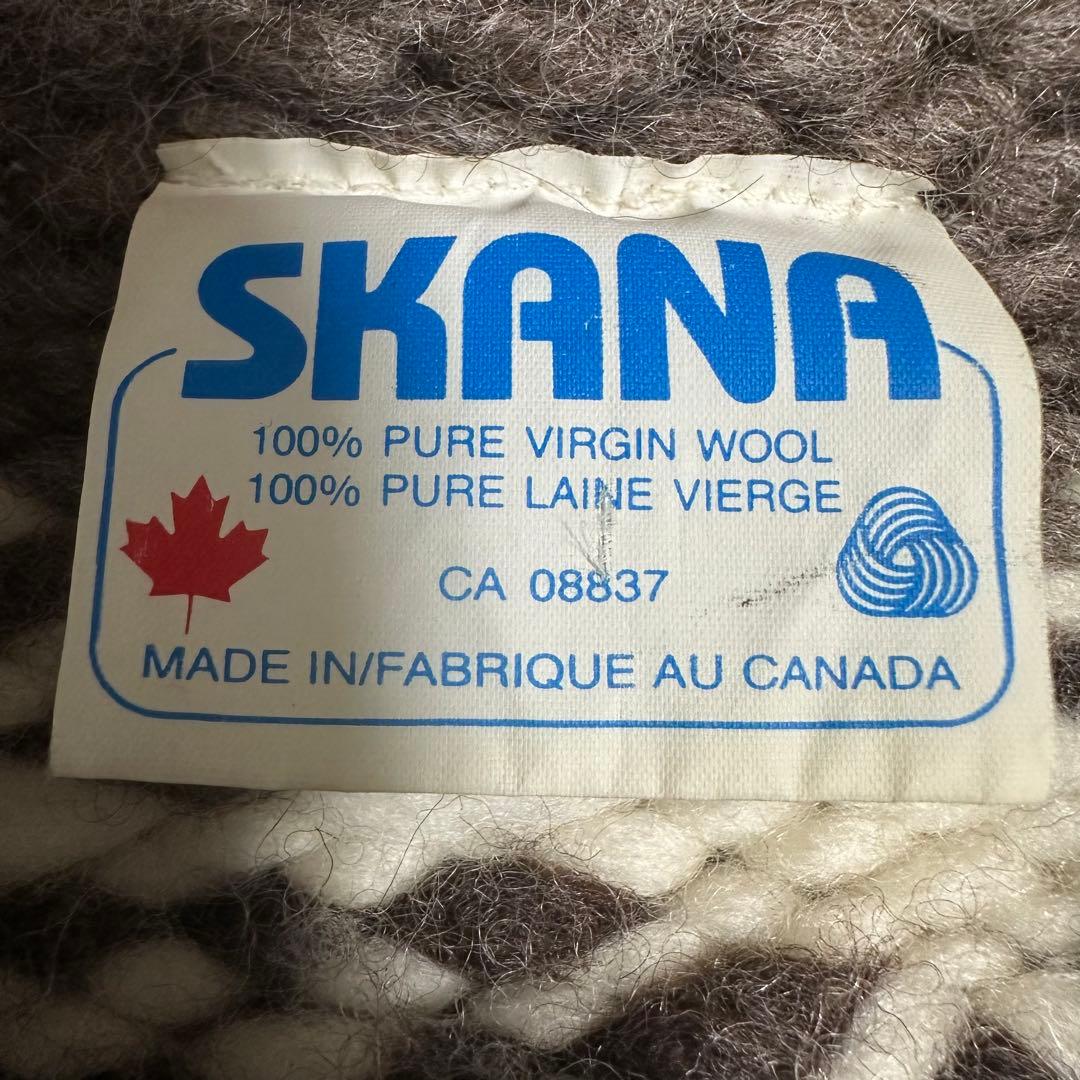 SKANA
100% PURE VIRGIN WOOL
100% PURE LAINE VIERGE
CA 08837
MADE IN/FABRIQUE AU CANADA